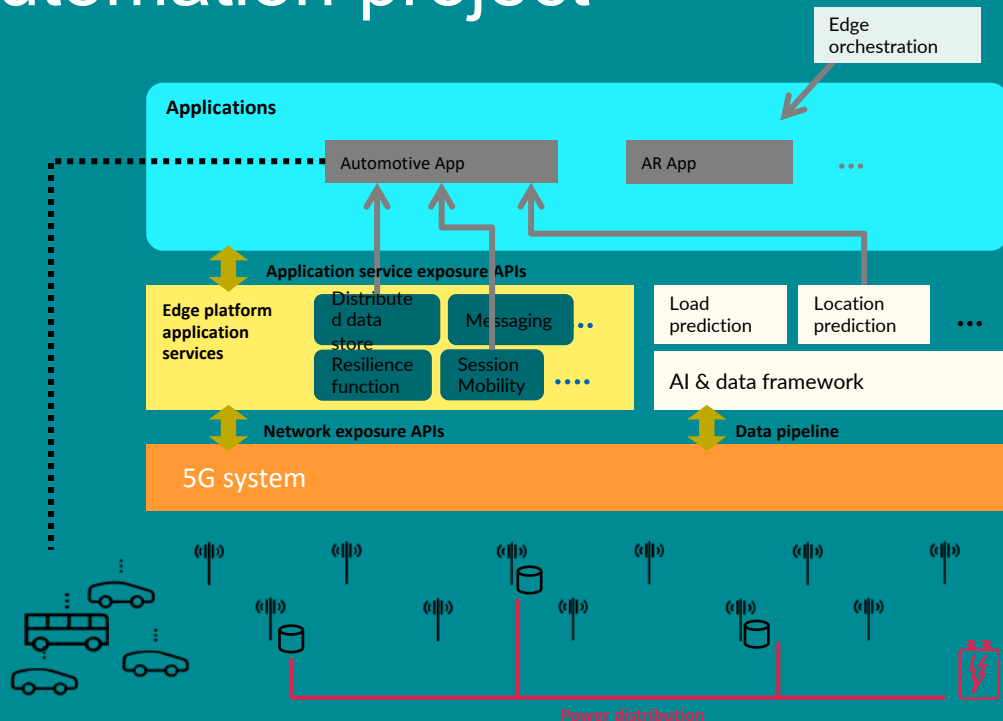 utomation project
Edge
orchestration
Applications
Automotive App
AR App
...
Application service exposure APIs
Edge platform
application
services
Distribute
d data
store
Messaging
...
Resilience
function
Session
Mobility
....
Load
prediction
Location
prediction
...
AI & data framework
Network exposure APIs
Data pipeline
5G system
Power distribution